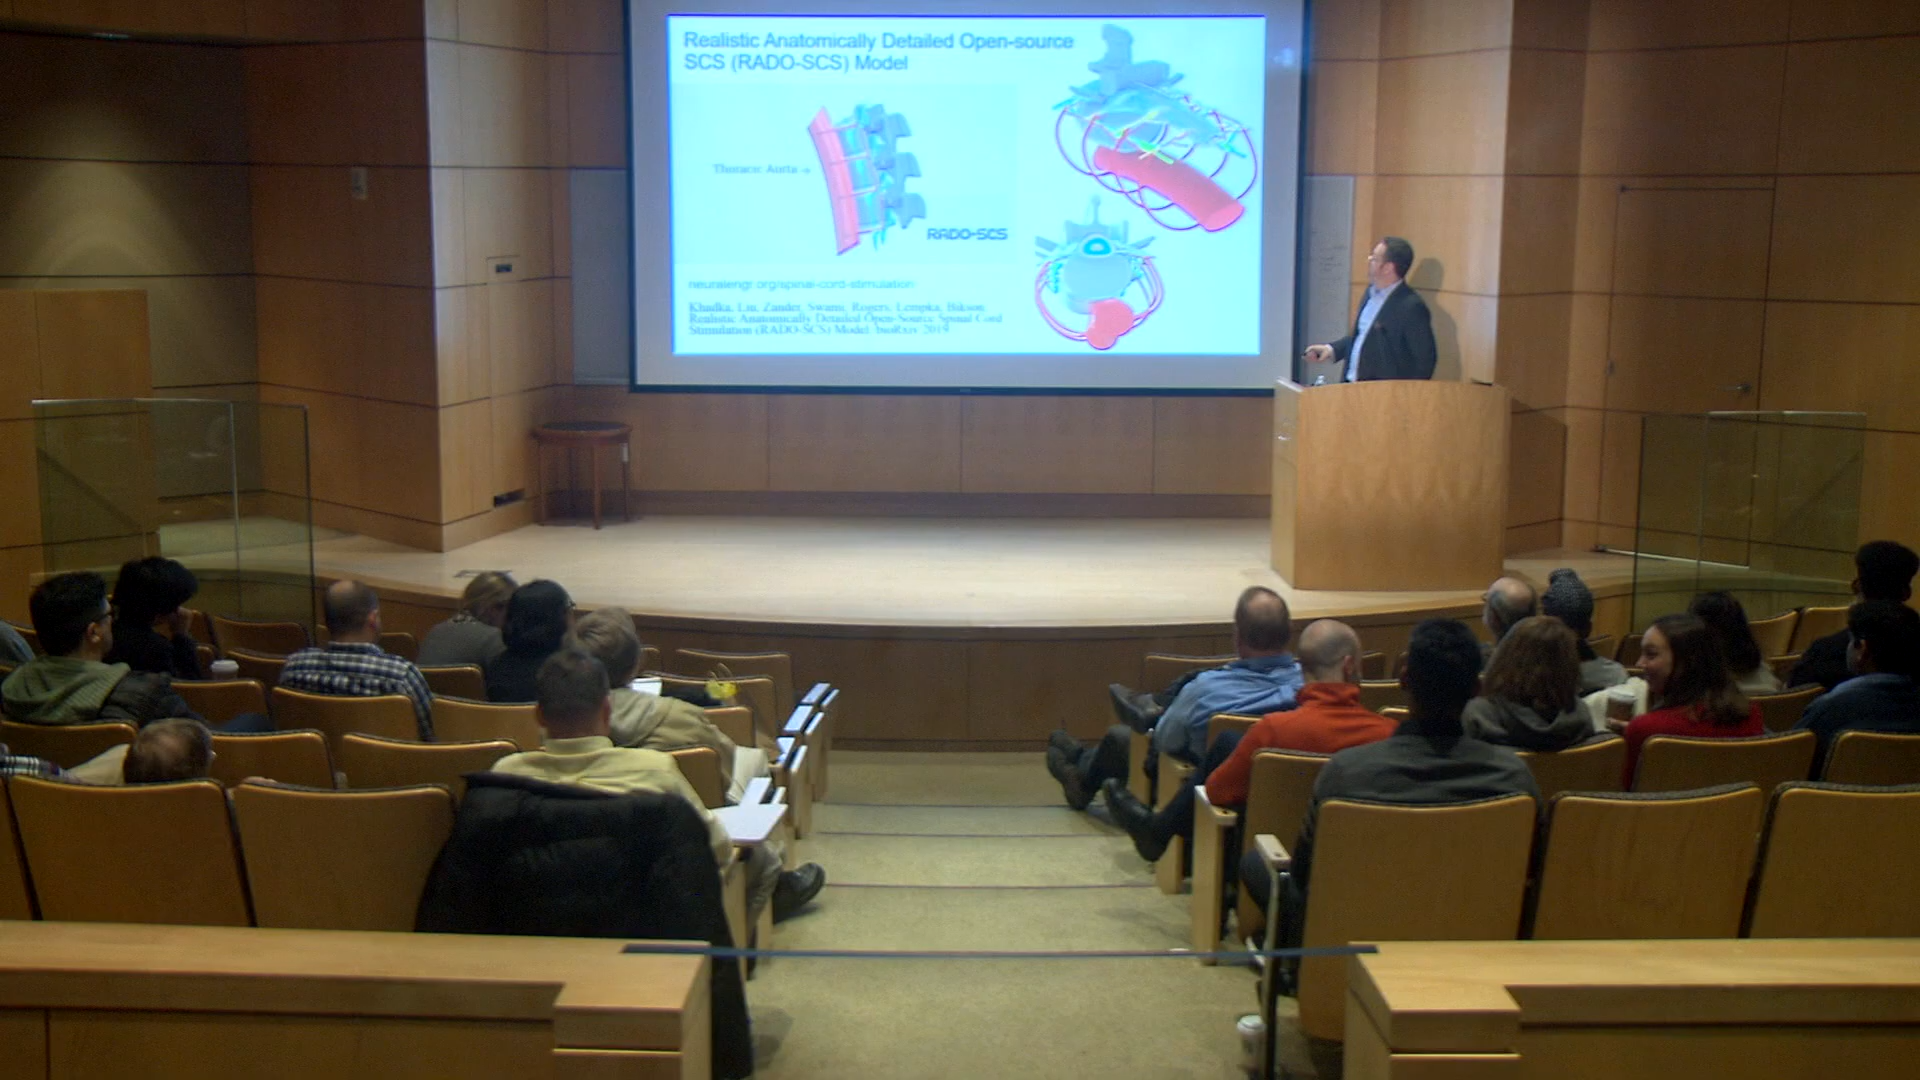 Realistic Anatomically Detailed Open-source
SCS (RADO-SCS) Model
Thoracic Aorta
RADO-SCS
neuralengr.org/spinal-cord-stimulation
Khadka, Liu, Zander, Swami, Rogers, Lempka, Bikson
Realistic Anatomically Detailed Open-Source Spinal Cord
Stimulation (RADO-SCS) Model bioRxiv 2019